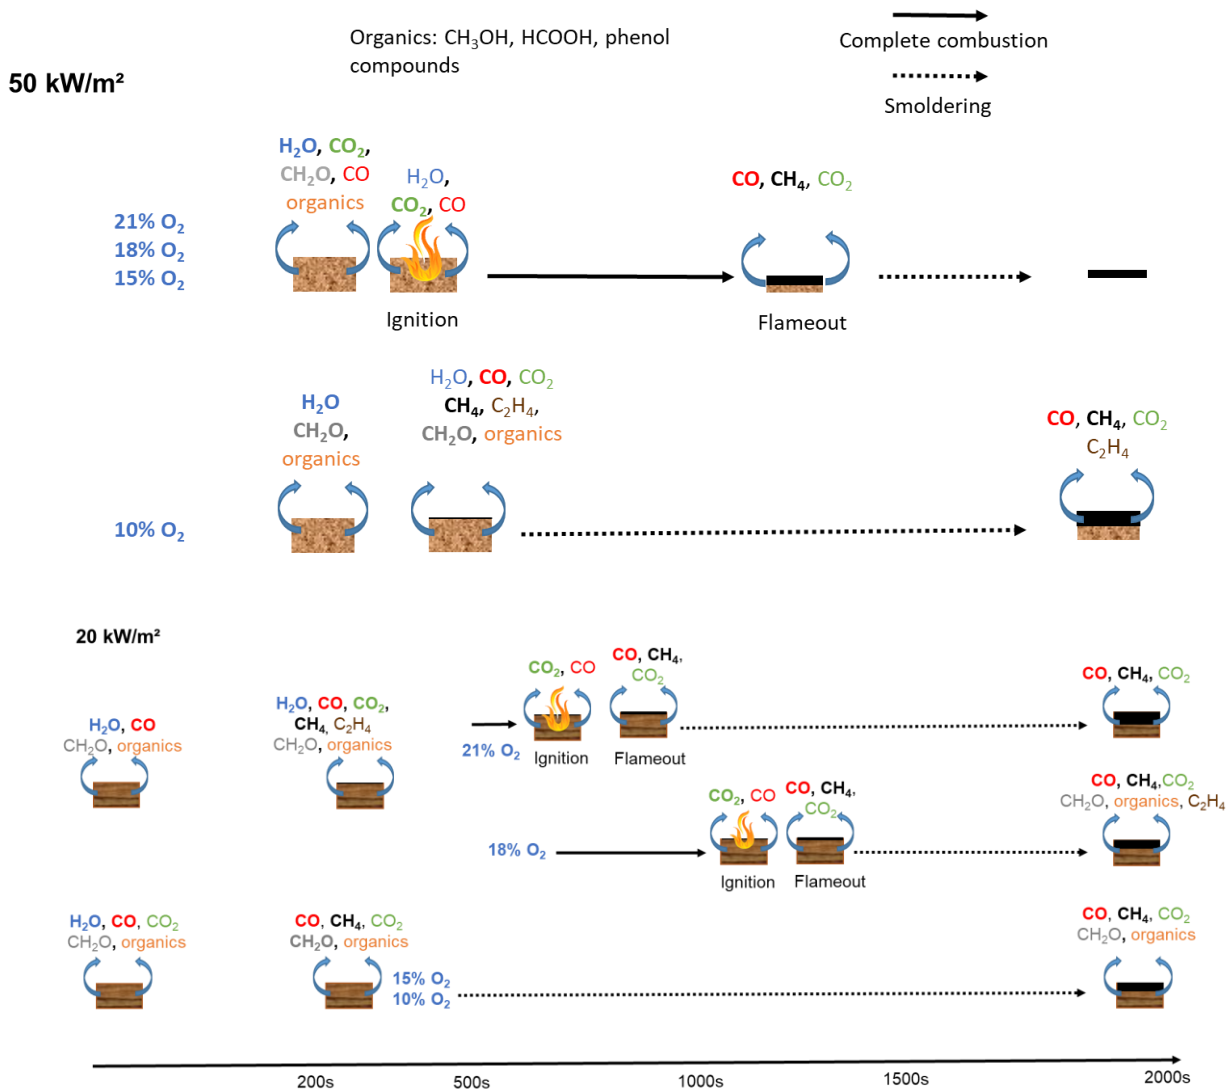 Organics: CH₃OH, HCOOH, phenol
compounds
Complete combustion
Smoldering
50 kW/m²
H₂O, CO₂,
CH₂O, CO
organics
H₂O,
CO₂, CO
CO, CH₄, CO₂
21% O₂
18% O₂
15% O₂
Ignition
Flameout
H₂O
CH₂O,
organics
H₂O, CO, CO₂
CH₄, C₂H₄,
CH₂O, organics
CO, CH₄, CO₂
C₂H₄
10% O₂
20 kW/m²
H₂O, CO
CH₂O, organics
H₂O, CO, CO₂,
CH₄, C₂H₄
CH₂O, organics
21% O₂
CO₂, CO
Ignition
CO, CH₄,
CO₂
Flameout
CO, CH₄, CO₂
18% O₂
CO₂, CO
Ignition
CO, CH₄,
CO₂
Flameout
CO, CH₄,CO₂
CH₂O, organics, C₂H₄
H₂O, CO, CO₂
CH₂O, organics
CO, CH₄, CO₂
CH₂O, organics
15% O₂
10% O₂
CO, CH₄, CO₂
CH₂O, organics
200s
500s
1000s
1500s
2000s